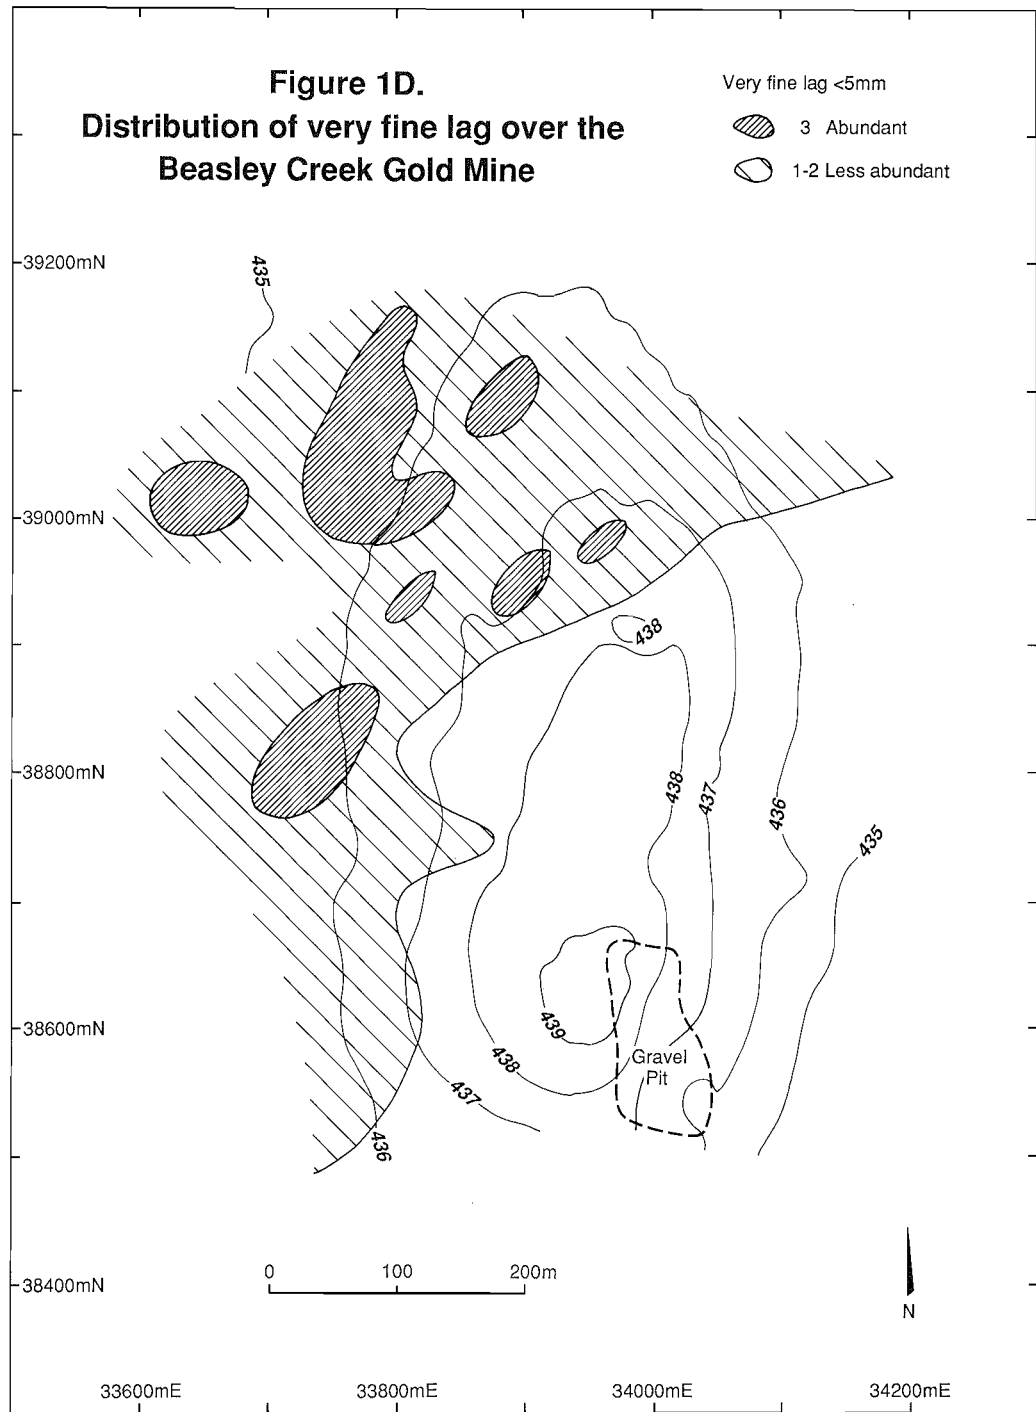 Figure 1D.
Distribution of very fine lag over the
Beasley Creek Gold Mine
Very fine lag <5mm
3 Abundant
1-2 Less abundant
39200mN
435
438
39000mN
38800mN
438
437
436
435
439
Gravel
Pit
38600mN
438
437
436
0 100 200m
38400mN
N
33600mE 33800mE 34000mE 34200mE